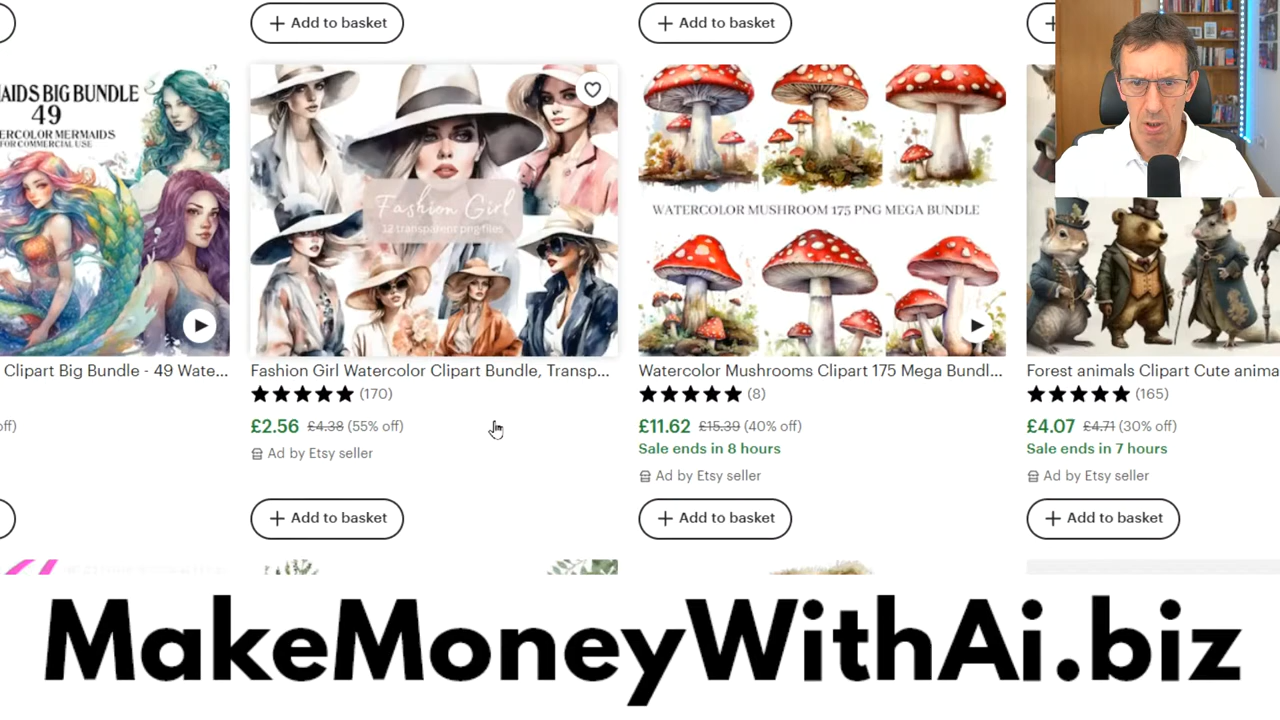 Add to basket
Add to basket
AIDS BIG BUNDLE
49
ERCOLOR MERMAIDS
FOR COMMERCIAL USE
Fashion Girl
12 transparent png files
WATERCOLOR MUSHROOM 175 PNG MEGA BUNDLE
Clipart Big Bundle - 49 Wate...
Fashion Girl Watercolor Clipart Bundle, Transp...
Watercolor Mushrooms Clipart 175 Mega Bundl...
Forest animals Clipart Cute anima
(170)
(8)
(165)
off)
£2.56 £4.38 (55% off)
£11.62 £15.39 (40% off)
£4.07 £4.71 (30% off)
Sale ends in 8 hours
Sale ends in 7 hours
Ad by Etsy seller
Ad by Etsy seller
Ad by Etsy seller
Add to basket
Add to basket
Add to basket
MakeMoneyWithAi.biz